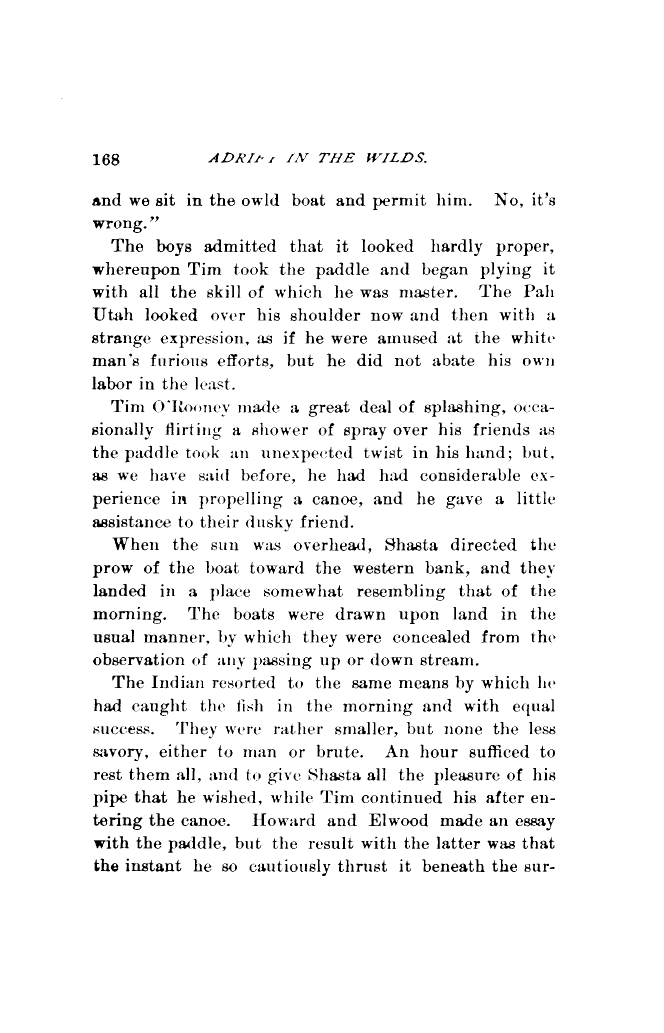 168 ADRIFT IN THE WILDS.
and we sit in the owld boat and permit him. No, it's
wrong."
The boys admitted that it looked hardly proper,
whereupon Tim took the paddle and began plying it
with all the skill of which he was master. The Pah
Utah looked over his shoulder now and then with a
strange expression, as if he were amused at the white
man's furious efforts, but he did not abate his own
labor in the least.
Tim O'Rooney made a great deal of splashing, occa-
sionally flirting a shower of spray over his friends as
the paddle took an unexpected twist in his hand; but,
as we have said before, he had had considerable ex-
perience in propelling a canoe, and he gave a little
assistance to their dusky friend.
When the sun was overhead, Shasta directed the
prow of the boat toward the western bank, and they
landed in a place somewhat resembling that of the
morning. The boats were drawn upon land in the
usual manner, by which they were concealed from the
observation of any passing up or down stream.
The Indian resorted to the same means by which he
had caught the fish in the morning and with equal
success. They were rather smaller, but none the less
savory, either to man or brute. An hour sufficed to
rest them all, and to give Shasta all the pleasure of his
pipe that he wished, while Tim continued his after en-
tering the canoe. Howard and Elwood made an essay
with the paddle, but the result with the latter was that
the instant he so cautiously thrust it beneath the sur-